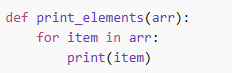 def print_elements(arr):
    for item in arr:
        print(item)